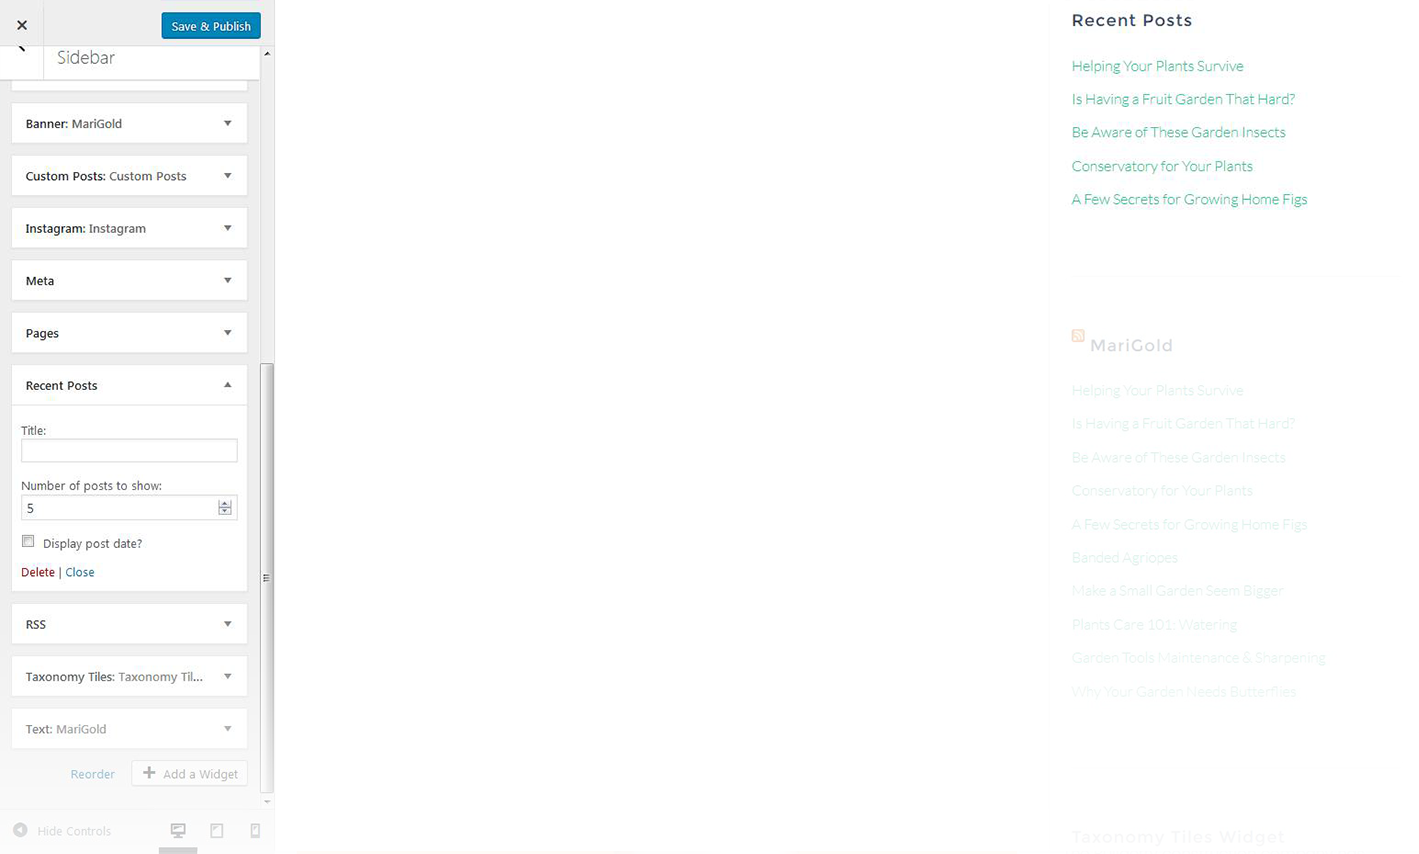 Save & Publish
Sidebar
Banner: MariGold
Custom Posts: Custom Posts
Instagram: Instagram
Meta
Pages
Recent Posts
Title:
Number of posts to show:
5
Display post date?
Delete | Close
RSS
Taxonomy Tiles: Taxonomy Til...
Text: MariGold
Reorder
Add a Widget
Hide Controls
Recent Posts
Helping Your Plants Survive
Is Having a Fruit Garden That Hard?
Be Aware of These Garden Insects
Conservatory for Your Plants
A Few Secrets for Growing Home Figs
MariGold
Helping Your Plants Survive
Is Having a Fruit Garden That Hard?
Be Aware of These Garden Insects
Conservatory for Your Plants
A Few Secrets for Growing Home Figs
Banded Agriopes
Make a Small Garden Seem Bigger
Plants Care 101: Watering
Garden Tools Maintenance & Sharpening
Why Your Garden Needs Butterflies
Taxonomy Tiles Widget